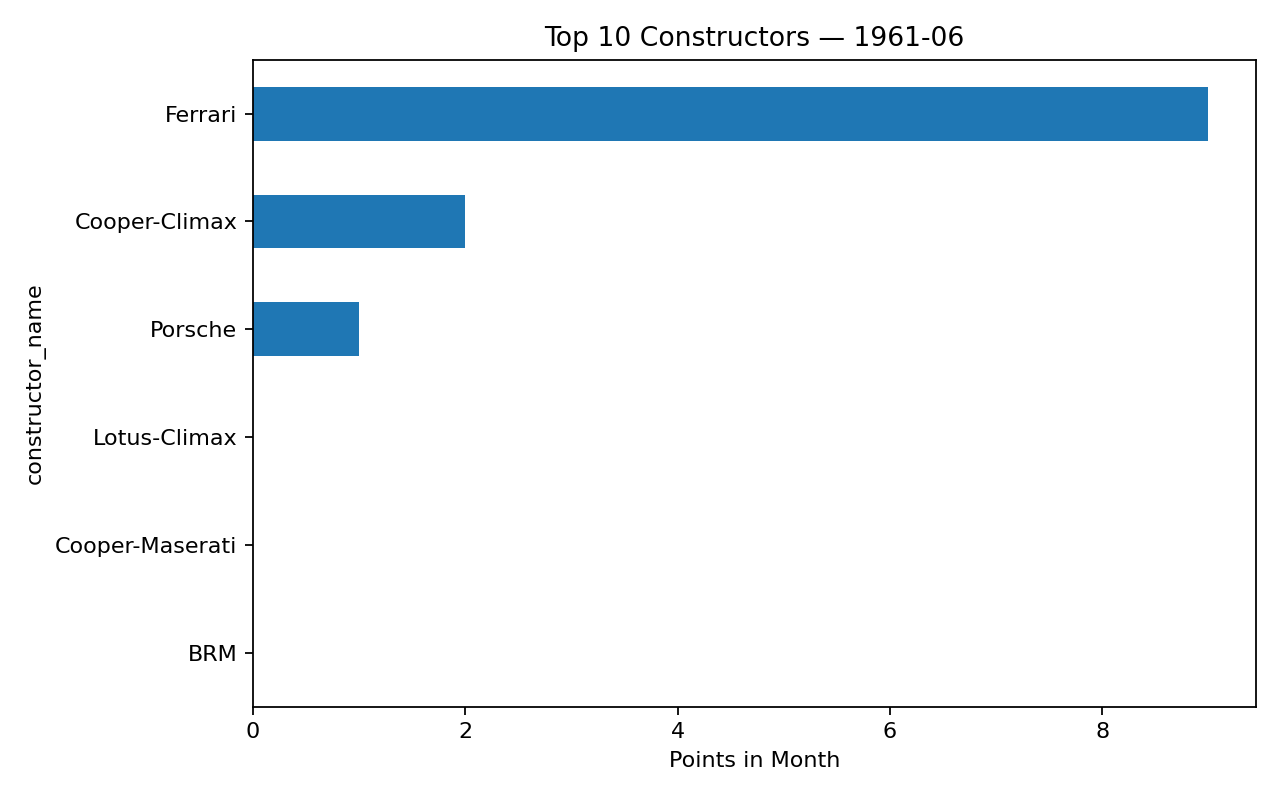 Top 10 Constructors — 1961-06
constructor_name
Ferrari
Cooper-Climax
Porsche
Lotus-Climax
Cooper-Maserati
BRM
0 2 4 6 8
Points in Month